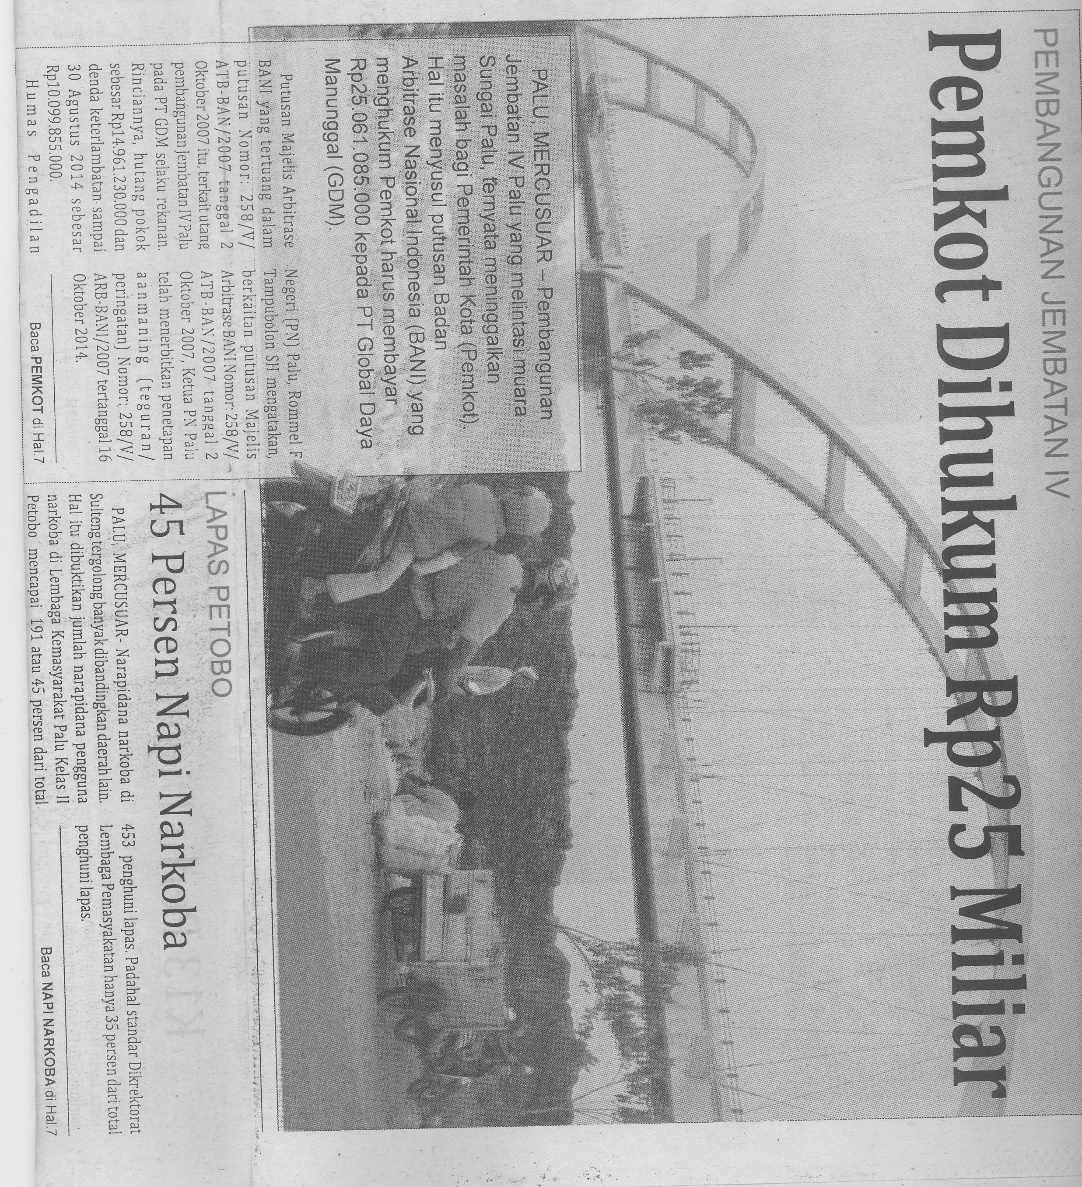 PEMBANGUNAN JEMBATAN IV
Pemkot Dihukum Rp25 Miliar
PALU, MERCUSUAR – Pembangunan
Jembatan IV Palu yang melintasi muara
Sungai Palu, ternyata meninggalkan
masalah bagi Pemerintah Kota (Pemkot).
Hal itu menyusul putusan Badan
Arbitrase Nasional Indonesia (BANI) yang
menghukum Pemkot harus membayar
Rp25.061.085.000 kepada PT Global Daya
Manunggal (GDM).
Putusan Majelis Arbitrase
BANI yang tertuang dalam
putusan Nomor: 258/V/
ATB-BAN/2007 tanggal 2
Oktober 2007 itu, terkait utang
pembangunan Jembatan IV Palu
pada PT GDM selaku rekanan.
Rinciannya, hutang pokok
sebesar Rp14.961.230.000 dan
denda keterlambatan sampai
30 Agustus 2014 sebesar
Rp10.099.855.000.
Humas Pengadilan
Negeri (PN) Palu, Rommel F
Tampubolon SH mengatakan,
berkaitan putusan Majelis
Arbitrase BANI Nomor: 258/V/
ATB-BAN/2007 tanggal 2
Oktober 2007, Ketua PN Palu
telah menerbitkan penetapan
aanmaning (teguran/
peringatan) Nomor: 258/V/
ARB-BANI/2007 tertanggal 16
Oktober 2014.
Baca PEMKOT di Hal.7
LAPAS PETOBO
45 Persen Napi Narkoba
PALU, MERCUSUAR- Narapidana narkoba di
Sulteng tergolong banyak dibandingkan daerah lain.
Hal itu dibuktikan jumlah narapidana pengguna
narkoba di Lembaga Kemasyarakat Palu Kelas II
Petobo mencapai 191 atau 45 persen dari total
453 penghuni lapas. Padahal standar Dikrektorat
Lembaga Pemasyakatan hanya 35 persen dari total
penghuni lapas.
Baca NAPI NARKOBA di Hal.7